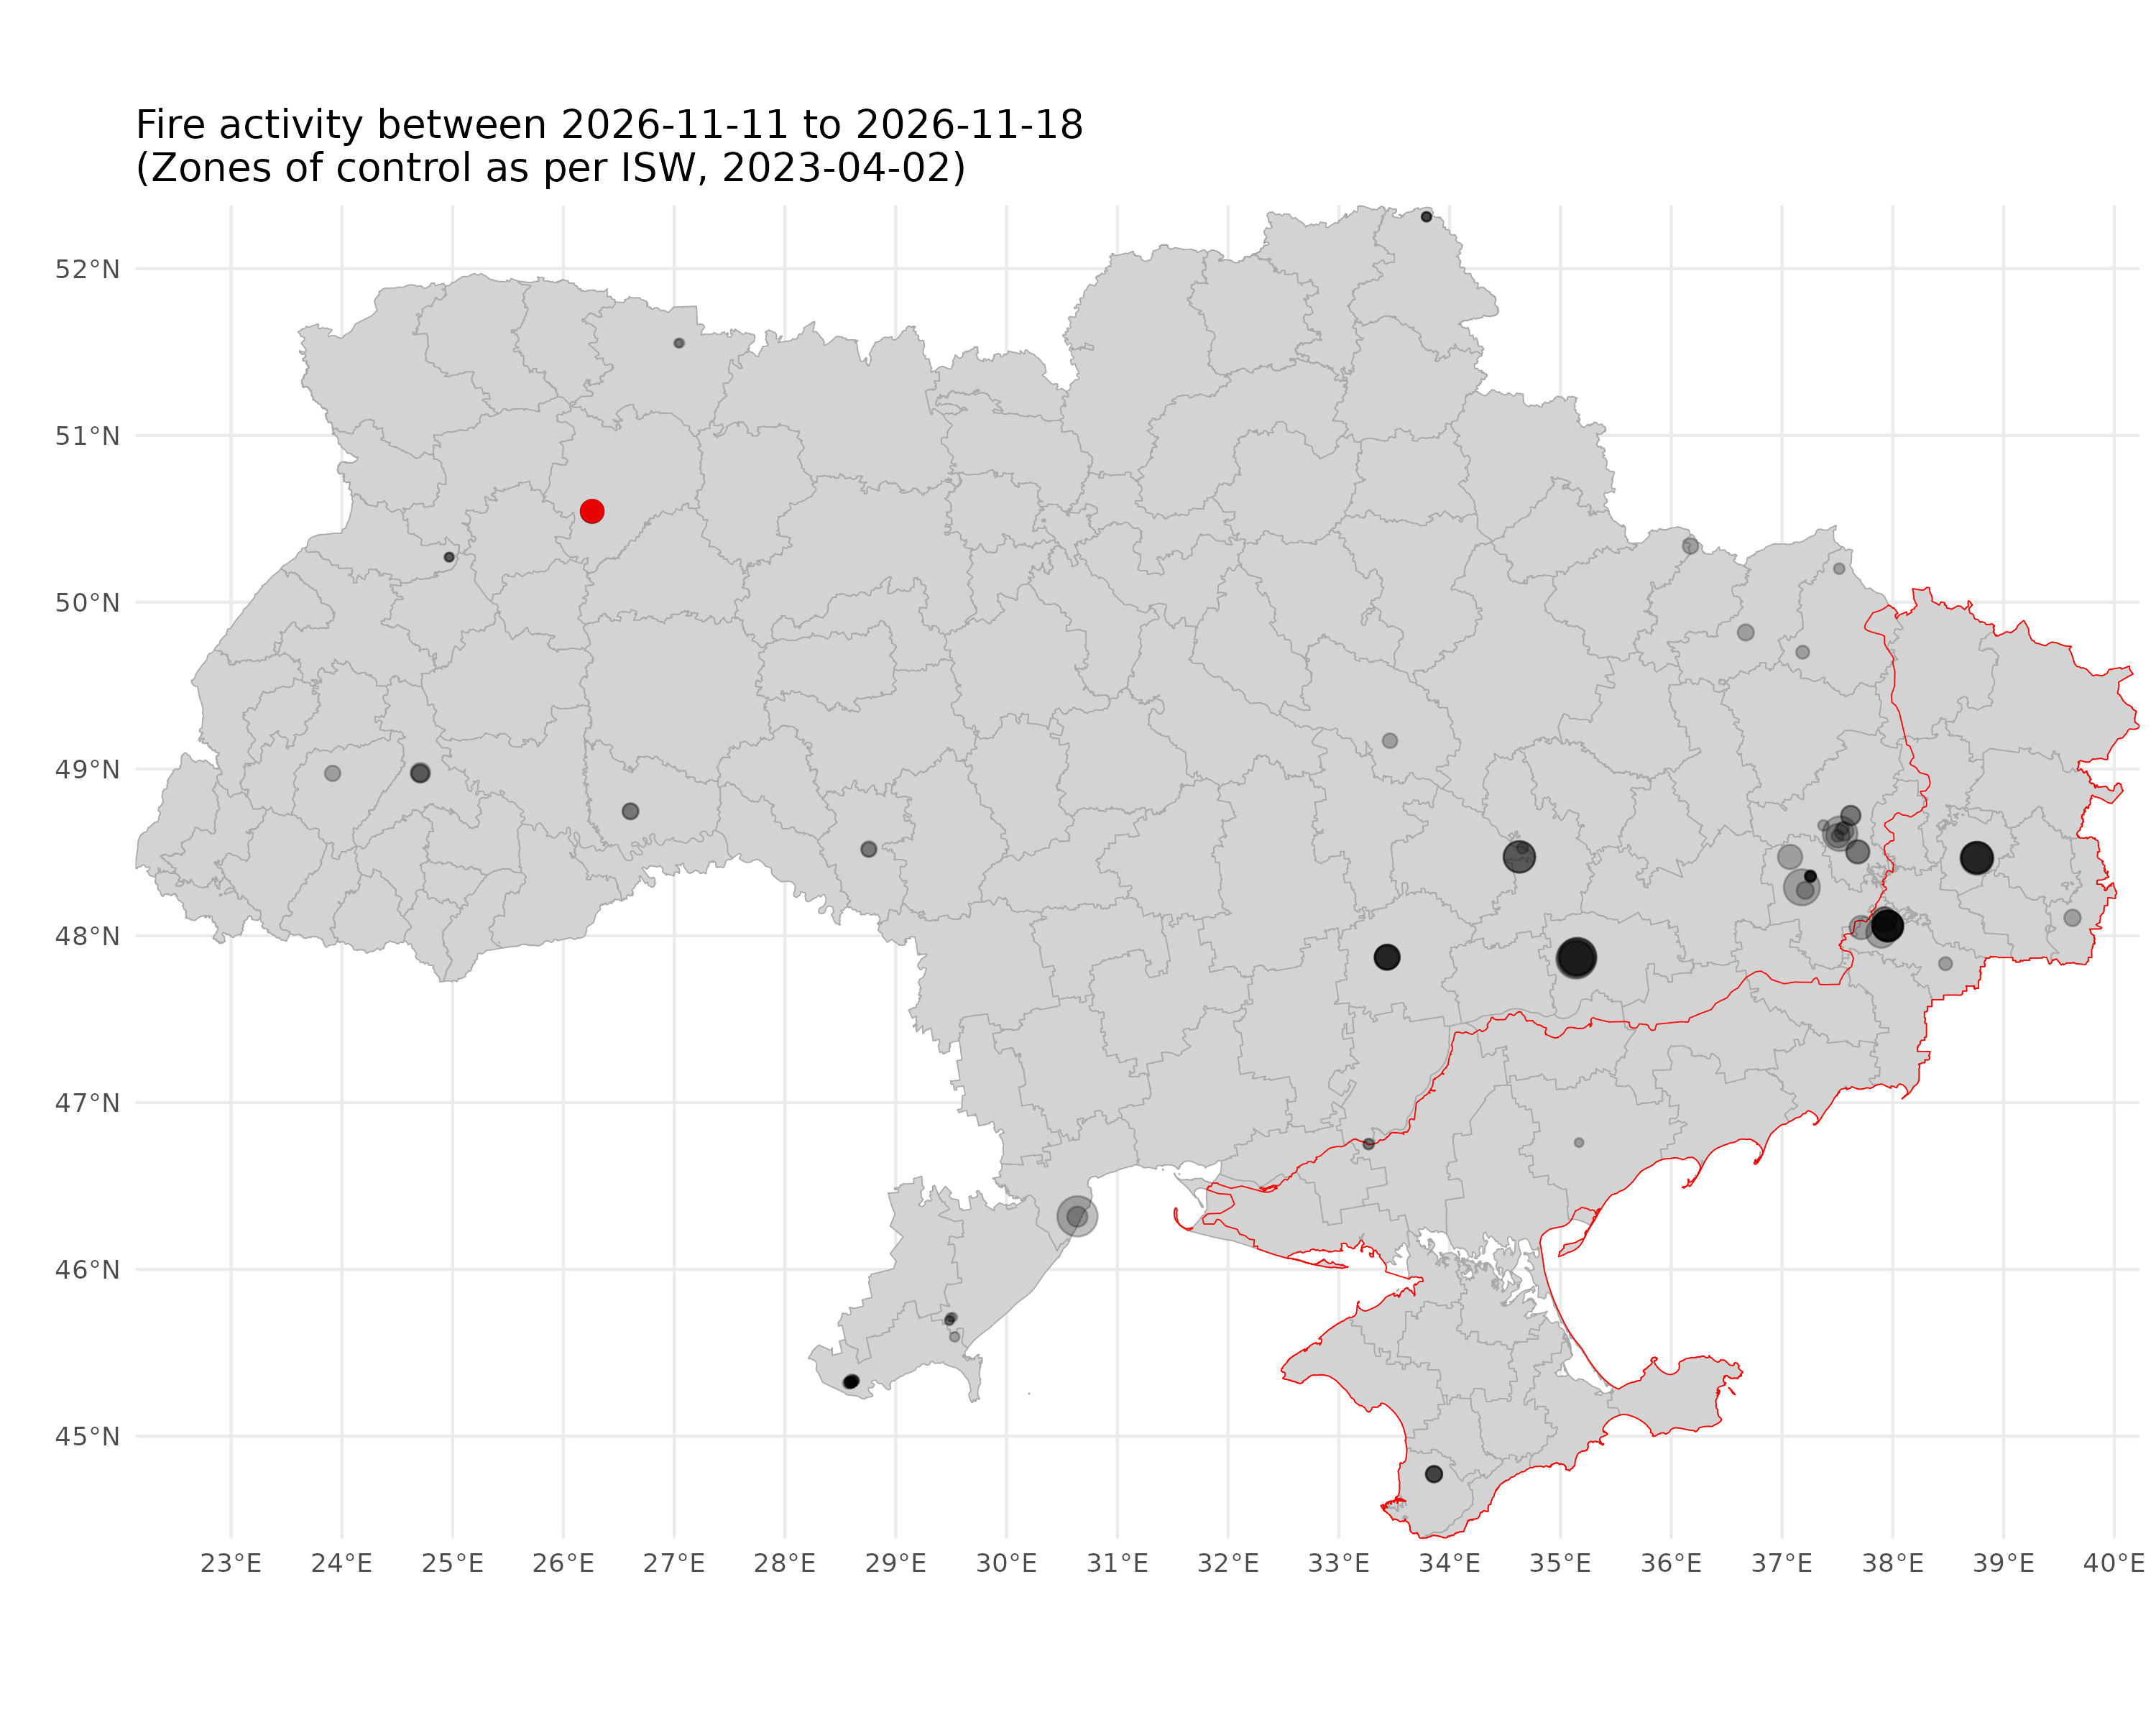 Fire activity between 2026-11-11 to 2026-11-18
(Zones of control as per ISW, 2023-04-02)
52°N
51°N
50°N
49°N
48°N
47°N
46°N
45°N
23°E 24°E 25°E 26°E 27°E 28°E 29°E 30°E 31°E 32°E 33°E 34°E 35°E 36°E 37°E 38°E 39°E 40°E